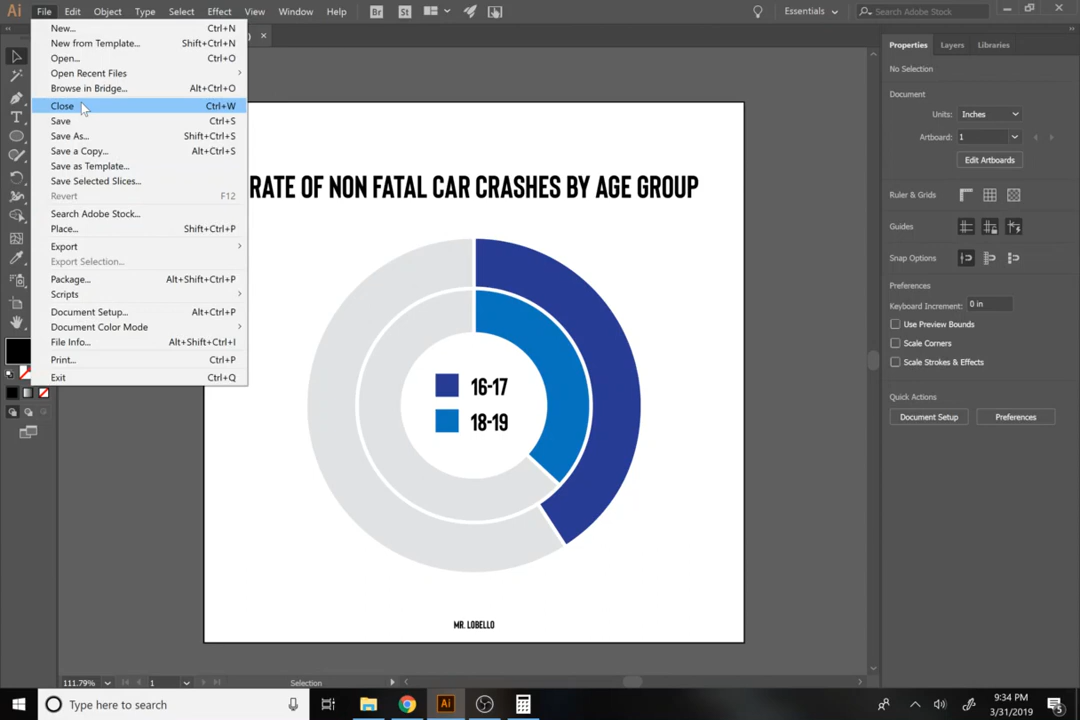 Ai File Edit Object Type Select Effect View Window Help Br St Essentials Search Adobe Stock
New... Ctrl+N
New from Template... Shift+Ctrl+N
Open... Ctrl+O
Open Recent Files
Browse in Bridge... Alt+Ctrl+O
Close Ctrl+W
Save Ctrl+S
Save As... Shift+Ctrl+S
Save a Copy... Alt+Ctrl+S
Save as Template...
Save Selected Slices...
Revert F12
Search Adobe Stock...
Place... Shift+Ctrl+P
Export
Export Selection...
Package... Alt+Shift+Ctrl+P
Scripts
Document Setup... Alt+Ctrl+P
Document Color Mode
File Info... Alt+Shift+Ctrl+I
Print... Ctrl+P
Exit Ctrl+Q
RATE OF NON FATAL CAR CRASHES BY AGE GROUP
16-17
18-19
MR. LOBELLO
Properties Layers Libraries
No Selection
Document
Units: Inches
Artboard: 1
Edit Artboards
Ruler & Grids
Guides
Snap Options
Preferences
Keyboard Increment: 0 in
Use Preview Bounds
Scale Corners
Scale Strokes & Effects
Quick Actions
Document Setup Preferences
111.79% 1 Selection
Type here to search Ai 9:34 PM
3/31/2019 5